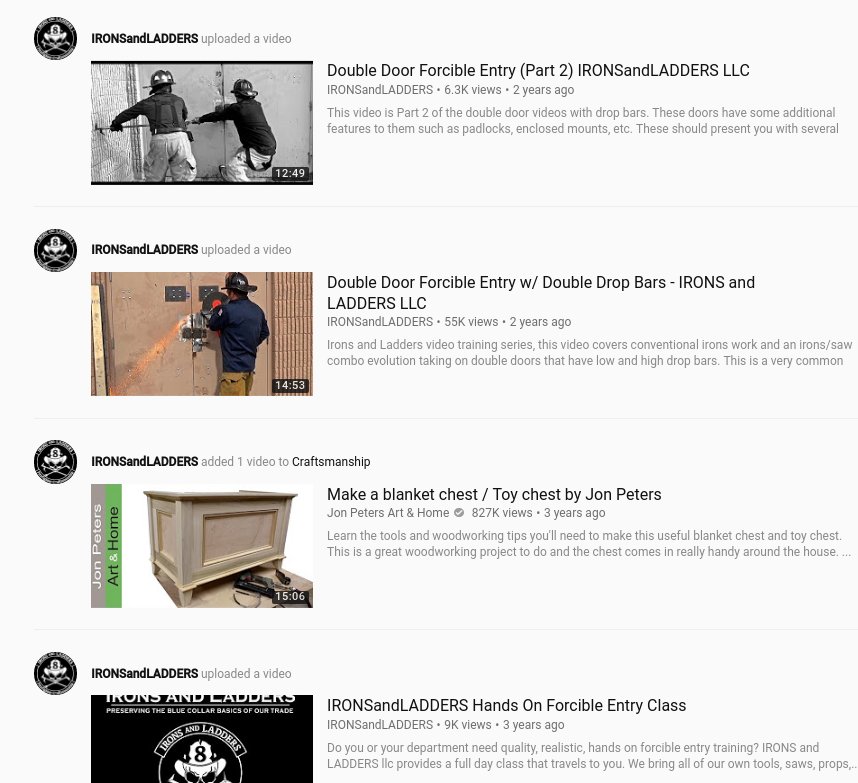 IRONSandLADDERS uploaded a video
Double Door Forcible Entry (Part 2) IRONSandLADDERS LLC
IRONSandLADDERS • 6.3K views • 2 years ago
This video is Part 2 of the double door videos with drop bars. These doors have some additional
features to them such as padlocks, enclosed mounts, etc. These should present you with several
12:49
IRONSandLADDERS uploaded a video
Double Door Forcible Entry w/ Double Drop Bars - IRONS and
LADDERS LLC
IRONSandLADDERS • 55K views • 2 years ago
Irons and Ladders video training series, this video covers conventional irons work and an irons/saw
combo evolution taking on double doors that have low and high drop bars. This is a very common
14:53
IRONSandLADDERS added 1 video to Craftsmanship
Jon Peters
Art & Home
15:06
Make a blanket chest / Toy chest by Jon Peters
Jon Peters Art & Home 827K views • 3 years ago
Learn the tools and woodworking tips you'll need to make this useful blanket chest and toy chest.
This is a great woodworking project to do and the chest comes in really handy around the house. ...
IRONSandLADDERS uploaded a video
IRONS AND LADDERS
PRESERVING THE BLUE COLLAR BASICS OF OUR TRADE
IRONS AND LADDERS
8
IRONSandLADDERS Hands On Forcible Entry Class
IRONSandLADDERS • 9K views • 3 years ago
Do you or your department need quality, realistic, hands on forcible entry training? IRONS and
LADDERS llc provides a full day class that travels to you. We bring all of our own tools, saws, props,...